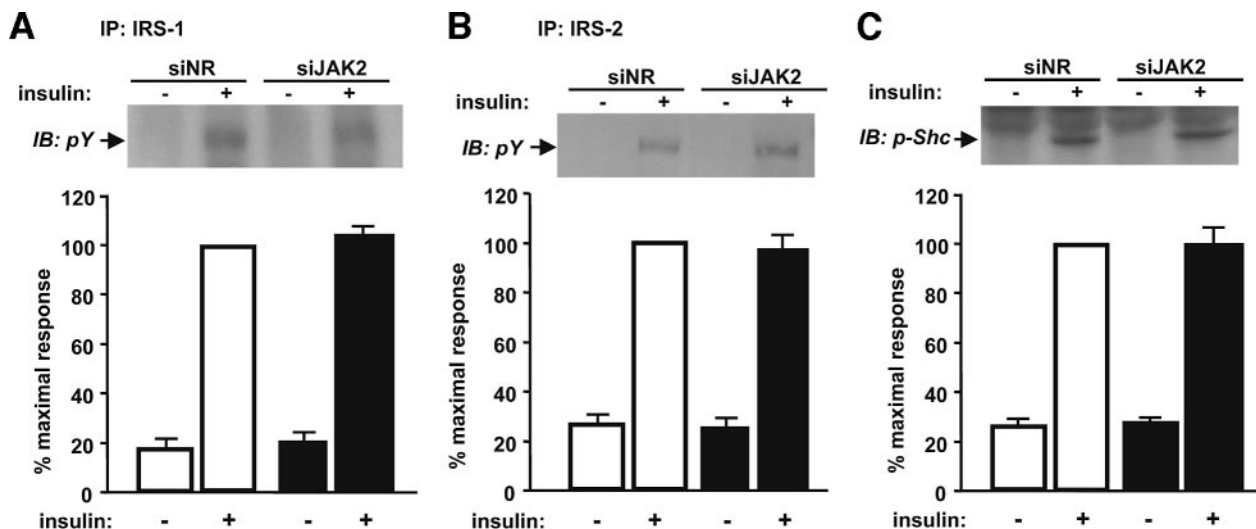 A
IP: IRS-1
siNR siJAK2
insulin: - + - +
IB: pY
% maximal response
120
100
80
60
40
20
0
insulin: - + - +
B
IP: IRS-2
siNR siJAK2
insulin: - + - +
IB: pY
% maximal response
120
100
80
60
40
20
0
insulin: - + - +
C
siNR siJAK2
insulin: - + - +
IB: p-Shc
% maximal response
120
100
80
60
40
20
0
insulin: - + - +